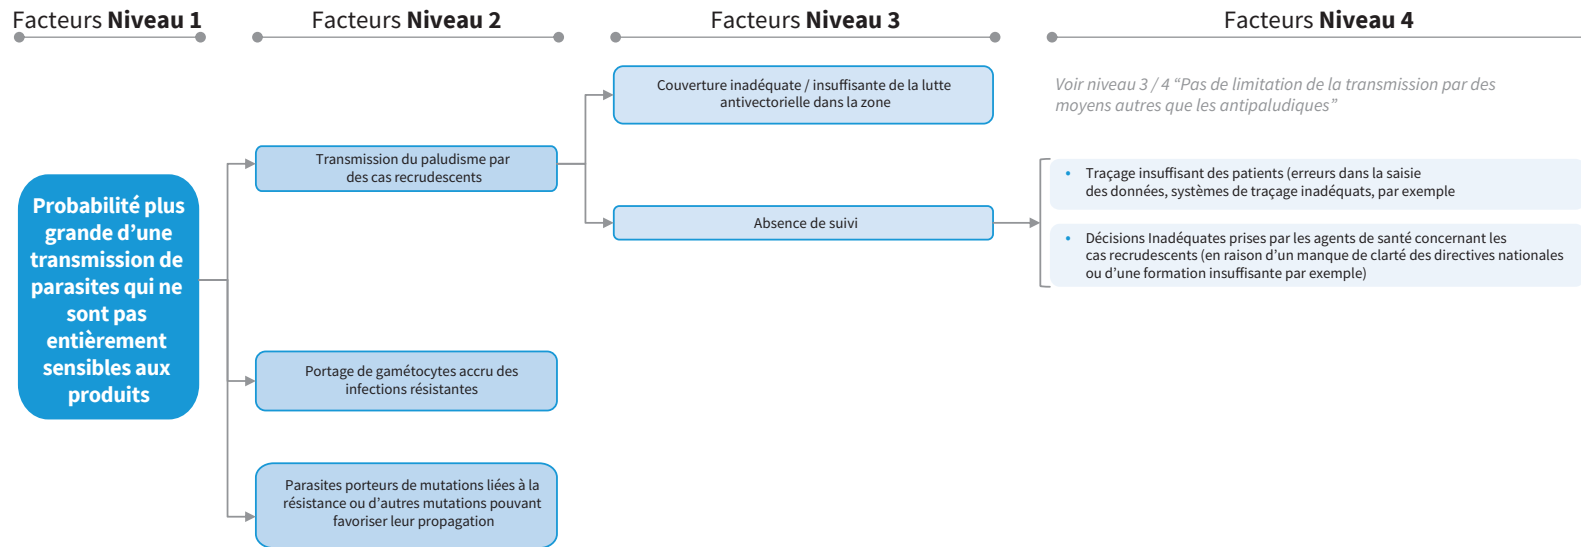 Facteurs Niveau 1
Facteurs Niveau 2
Facteurs Niveau 3
Facteurs Niveau 4
Probabilité plus
grande d’une
transmission de
parasites qui ne
sont pas
entièrement
sensibles aux
produits
Transmission du paludisme par
des cas recrudescents
Portage de gamétocytes accru des
infections résistantes
Parasites porteurs de mutations liées à la
résistance ou d’autres mutations pouvant
favoriser leur propagation
Couverture inadéquate / insuffisante de la lutte
antivectorielle dans la zone
Absence de suivi
Voir niveau 3 / 4 “Pas de limitation de la transmission par des
moyens autres que les antipaludiques”
• Traçage insuffisant des patients (erreurs dans la saisie
des données, systèmes de traçage inadéquats, par exemple
• Décisions Inadéquates prises par les agents de santé concernant les
cas recrudescents (en raison d’un manque de clarté des directives nationales
ou d’une formation insuffisante par exemple)